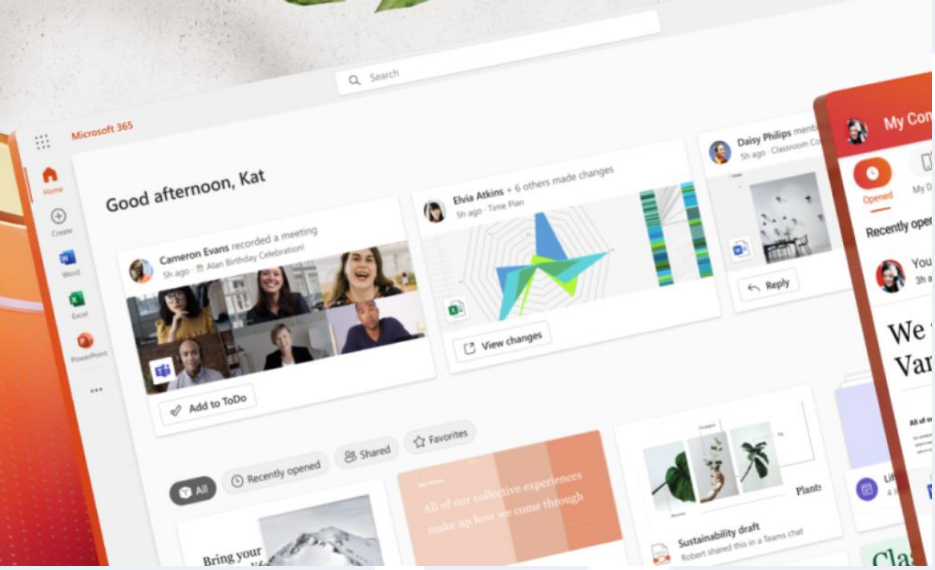 Search
Microsoft 365
Home
Create
Word
Excel
PowerPoint
Good afternoon, Kat
Cameron Evans recorded a meeting
5h ago · Alan Birthday Celebration!
Add to ToDo
Elvia Atkins + 6 others made changes
5h ago · Time Plan
View changes
Daisy Philips
5h ago · Classroom
Reply
All
Recently opened
Shared
Favorites
Bring your
All of our collective experiences
make up how we come through
Plants
Sustainability draft
Robert shared this in a Teams chat
My
Opened
My
Recently
You
3h
We